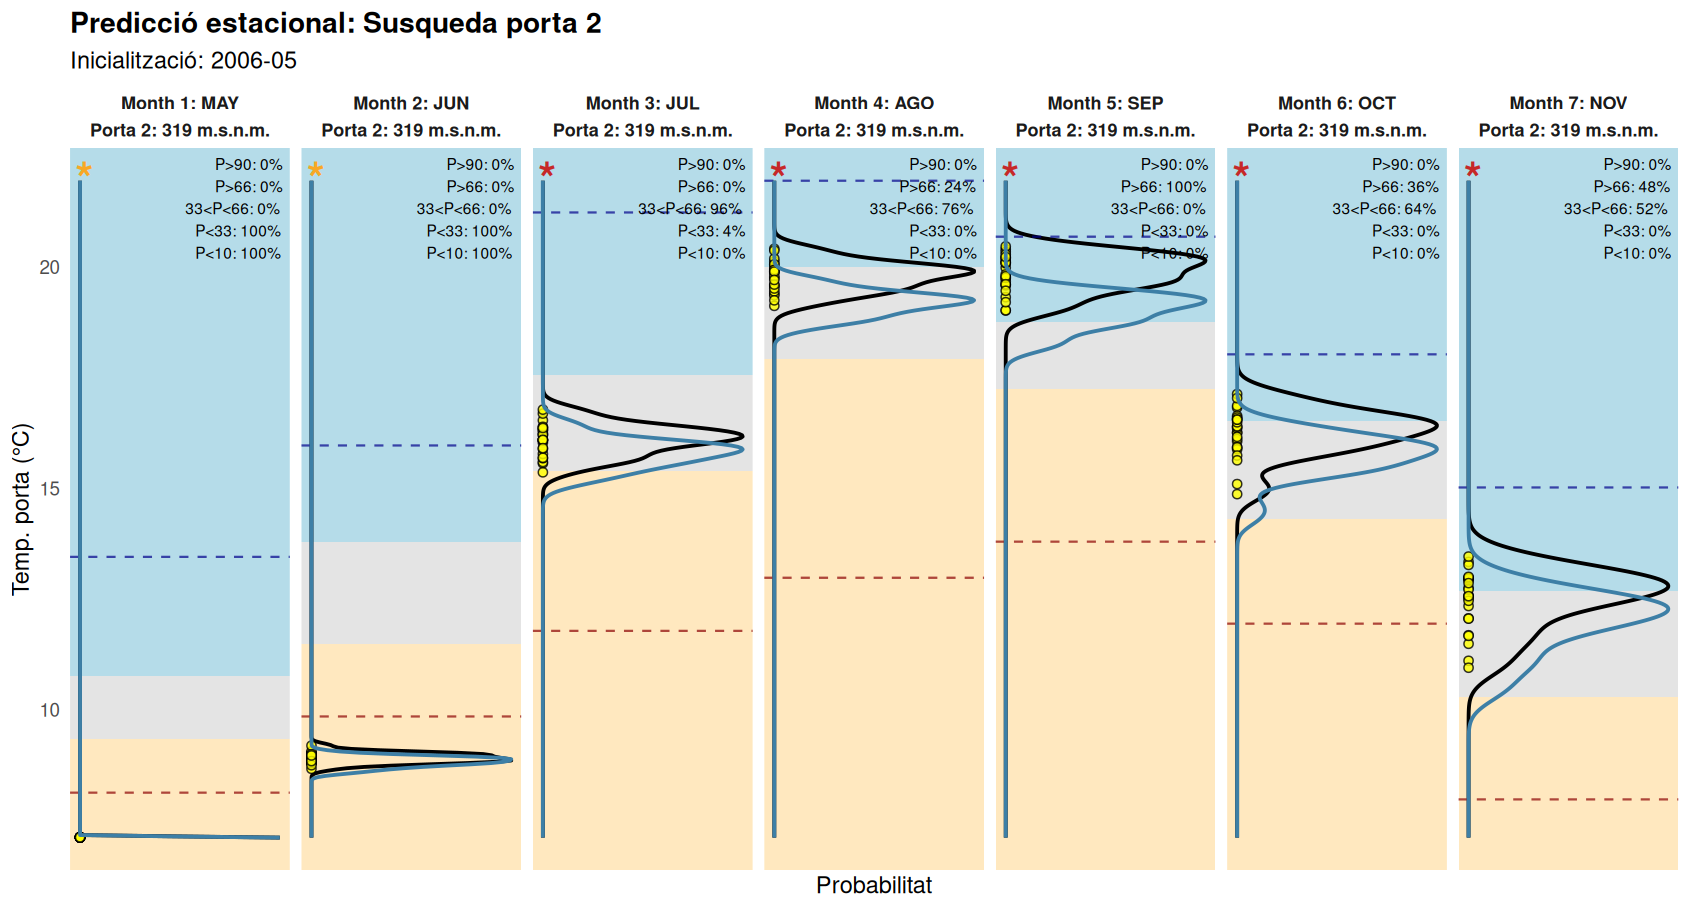 Predicció estacional: Susqueda porta 2
Inicialització: 2006-05
Month 1: MAY
Porta 2: 319 m.s.n.m.
Month 2: JUN
Porta 2: 319 m.s.n.m.
Month 3: JUL
Porta 2: 319 m.s.n.m.
Month 4: AGO
Porta 2: 319 m.s.n.m.
Month 5: SEP
Porta 2: 319 m.s.n.m.
Month 6: OCT
Porta 2: 319 m.s.n.m.
Month 7: NOV
Porta 2: 319 m.s.n.m.
*
P>90: 0%
P>66: 0%
33<P<66: 0%
P<33: 100%
P<10: 100%
*
P>90: 0%
P>66: 0%
33<P<66: 0%
P<33: 100%
P<10: 100%
*
P>90: 0%
P>66: 0%
33<P<66: 96%
P<33: 4%
P<10: 0%
*
P>90: 0%
P>66: 24%
33<P<66: 76%
P<33: 0%
P<10: 0%
*
P>90: 0%
P>66: 100%
33<P<66: 0%
P<33: 0%
P<10: 0%
*
P>90: 0%
P>66: 36%
33<P<66: 64%
P<33: 0%
P<10: 0%
*
P>90: 0%
P>66: 48%
33<P<66: 52%
P<33: 0%
P<10: 0%
20
15
10
Temp. porta (°C)
Probabilitat